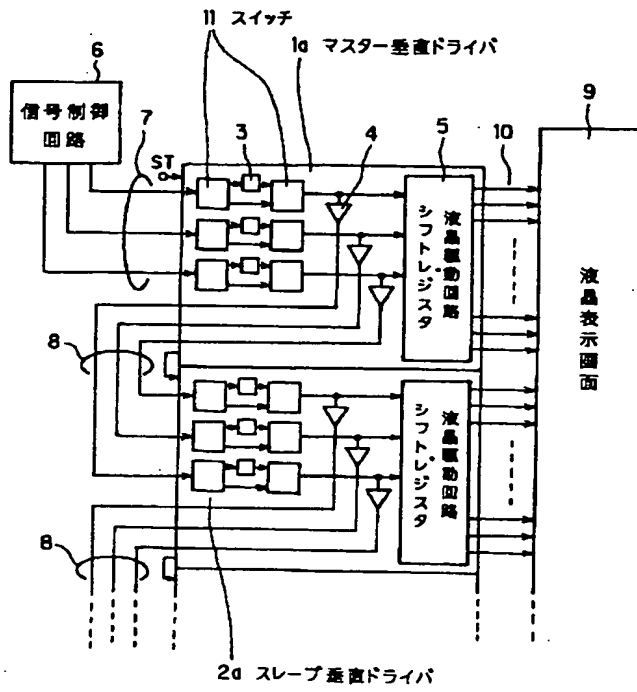 11 スイッチ
1a マスター垂直ドライバ
6
信号制御
回路
7
ST
3
4
5
10
9
液晶駆動回路
シフトレジスタ
液晶表示画面
8
液晶駆動回路
シフトレジスタ
8
2a スレーブ垂直ドライバ